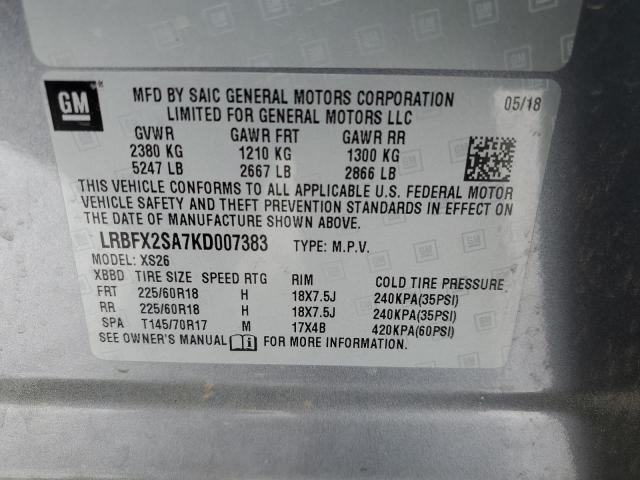 GM
MFD BY SAIC GENERAL MOTORS CORPORATION 05/18
LIMITED FOR GENERAL MOTORS LLC
GVWR GAWR FRT GAWR RR
2380 KG 1210 KG 1300 KG
5247 LB 2667 LB 2866 LB
THIS VEHICLE CONFORMS TO ALL APPLICABLE U.S. FEDERAL MOTOR
VEHICLE SAFETY AND THEFT PREVENTION STANDARDS IN EFFECT ON
THE DATE OF MANUFACTURE SHOWN ABOVE.
LRBFX2SA7KD007383 TYPE: M.P.V.
MODEL: XS26
XBBD TIRE SIZE SPEED RTG RIM COLD TIRE PRESSURE
FRT 225/60R18 H 18X7.5J 240KPA(35PSI)
RR 225/60R18 H 18X7.5J 240KPA(35PSI)
SPA T145/70R17 M 17X4B 420KPA(60PSI)
SEE OWNER'S MANUAL FOR MORE INFORMATION.